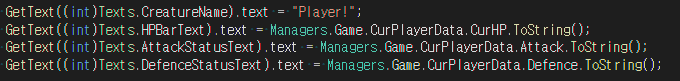 GetText((int)Texts.CreatureName).text = "Player!";
GetText((int)Texts.HPBarText).text = Managers.Game.CurPlayerData.CurHP.ToString();
GetText((int)Texts.AttackStatusText).text = Managers.Game.CurPlayerData.Attack.ToString();
GetText((int)Texts.DefenceStatusText).text = Managers.Game.CurPlayerData.Defence.ToString();